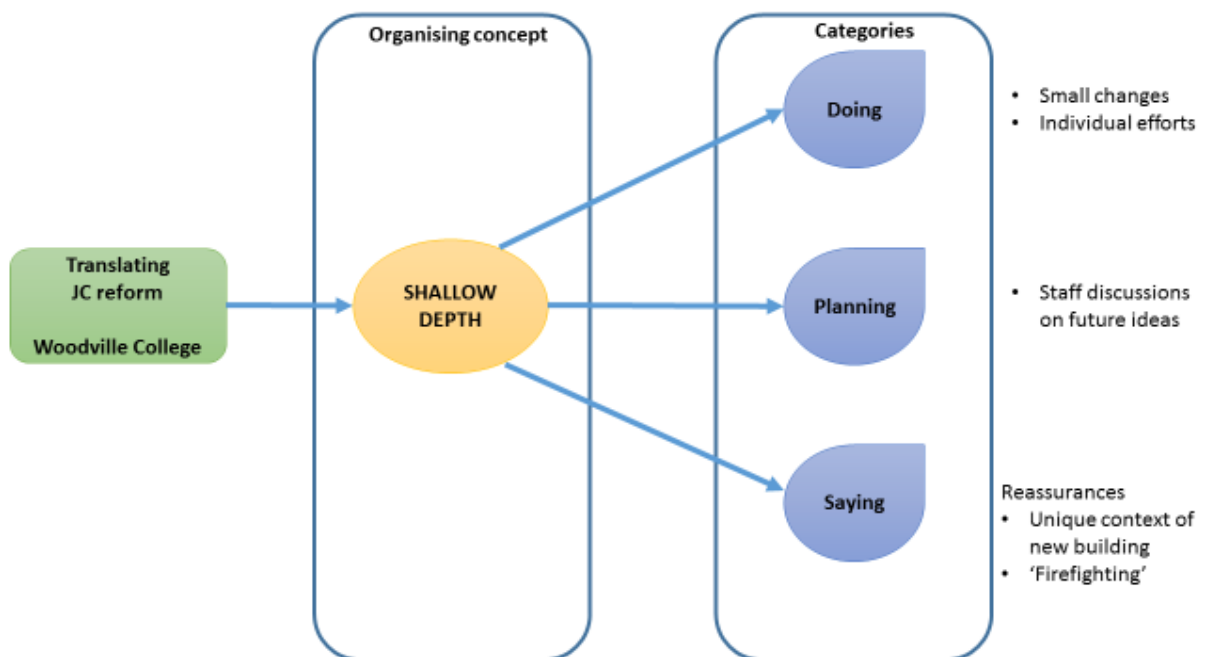 Organising concept
Categories
Doing
• Small changes
• Individual efforts
Translating
JC reform
Woodville College
SHALLOW
DEPTH
Planning
• Staff discussions
on future ideas
Saying
Reassurances
• Unique context of
new building
• ‘Firefighting’